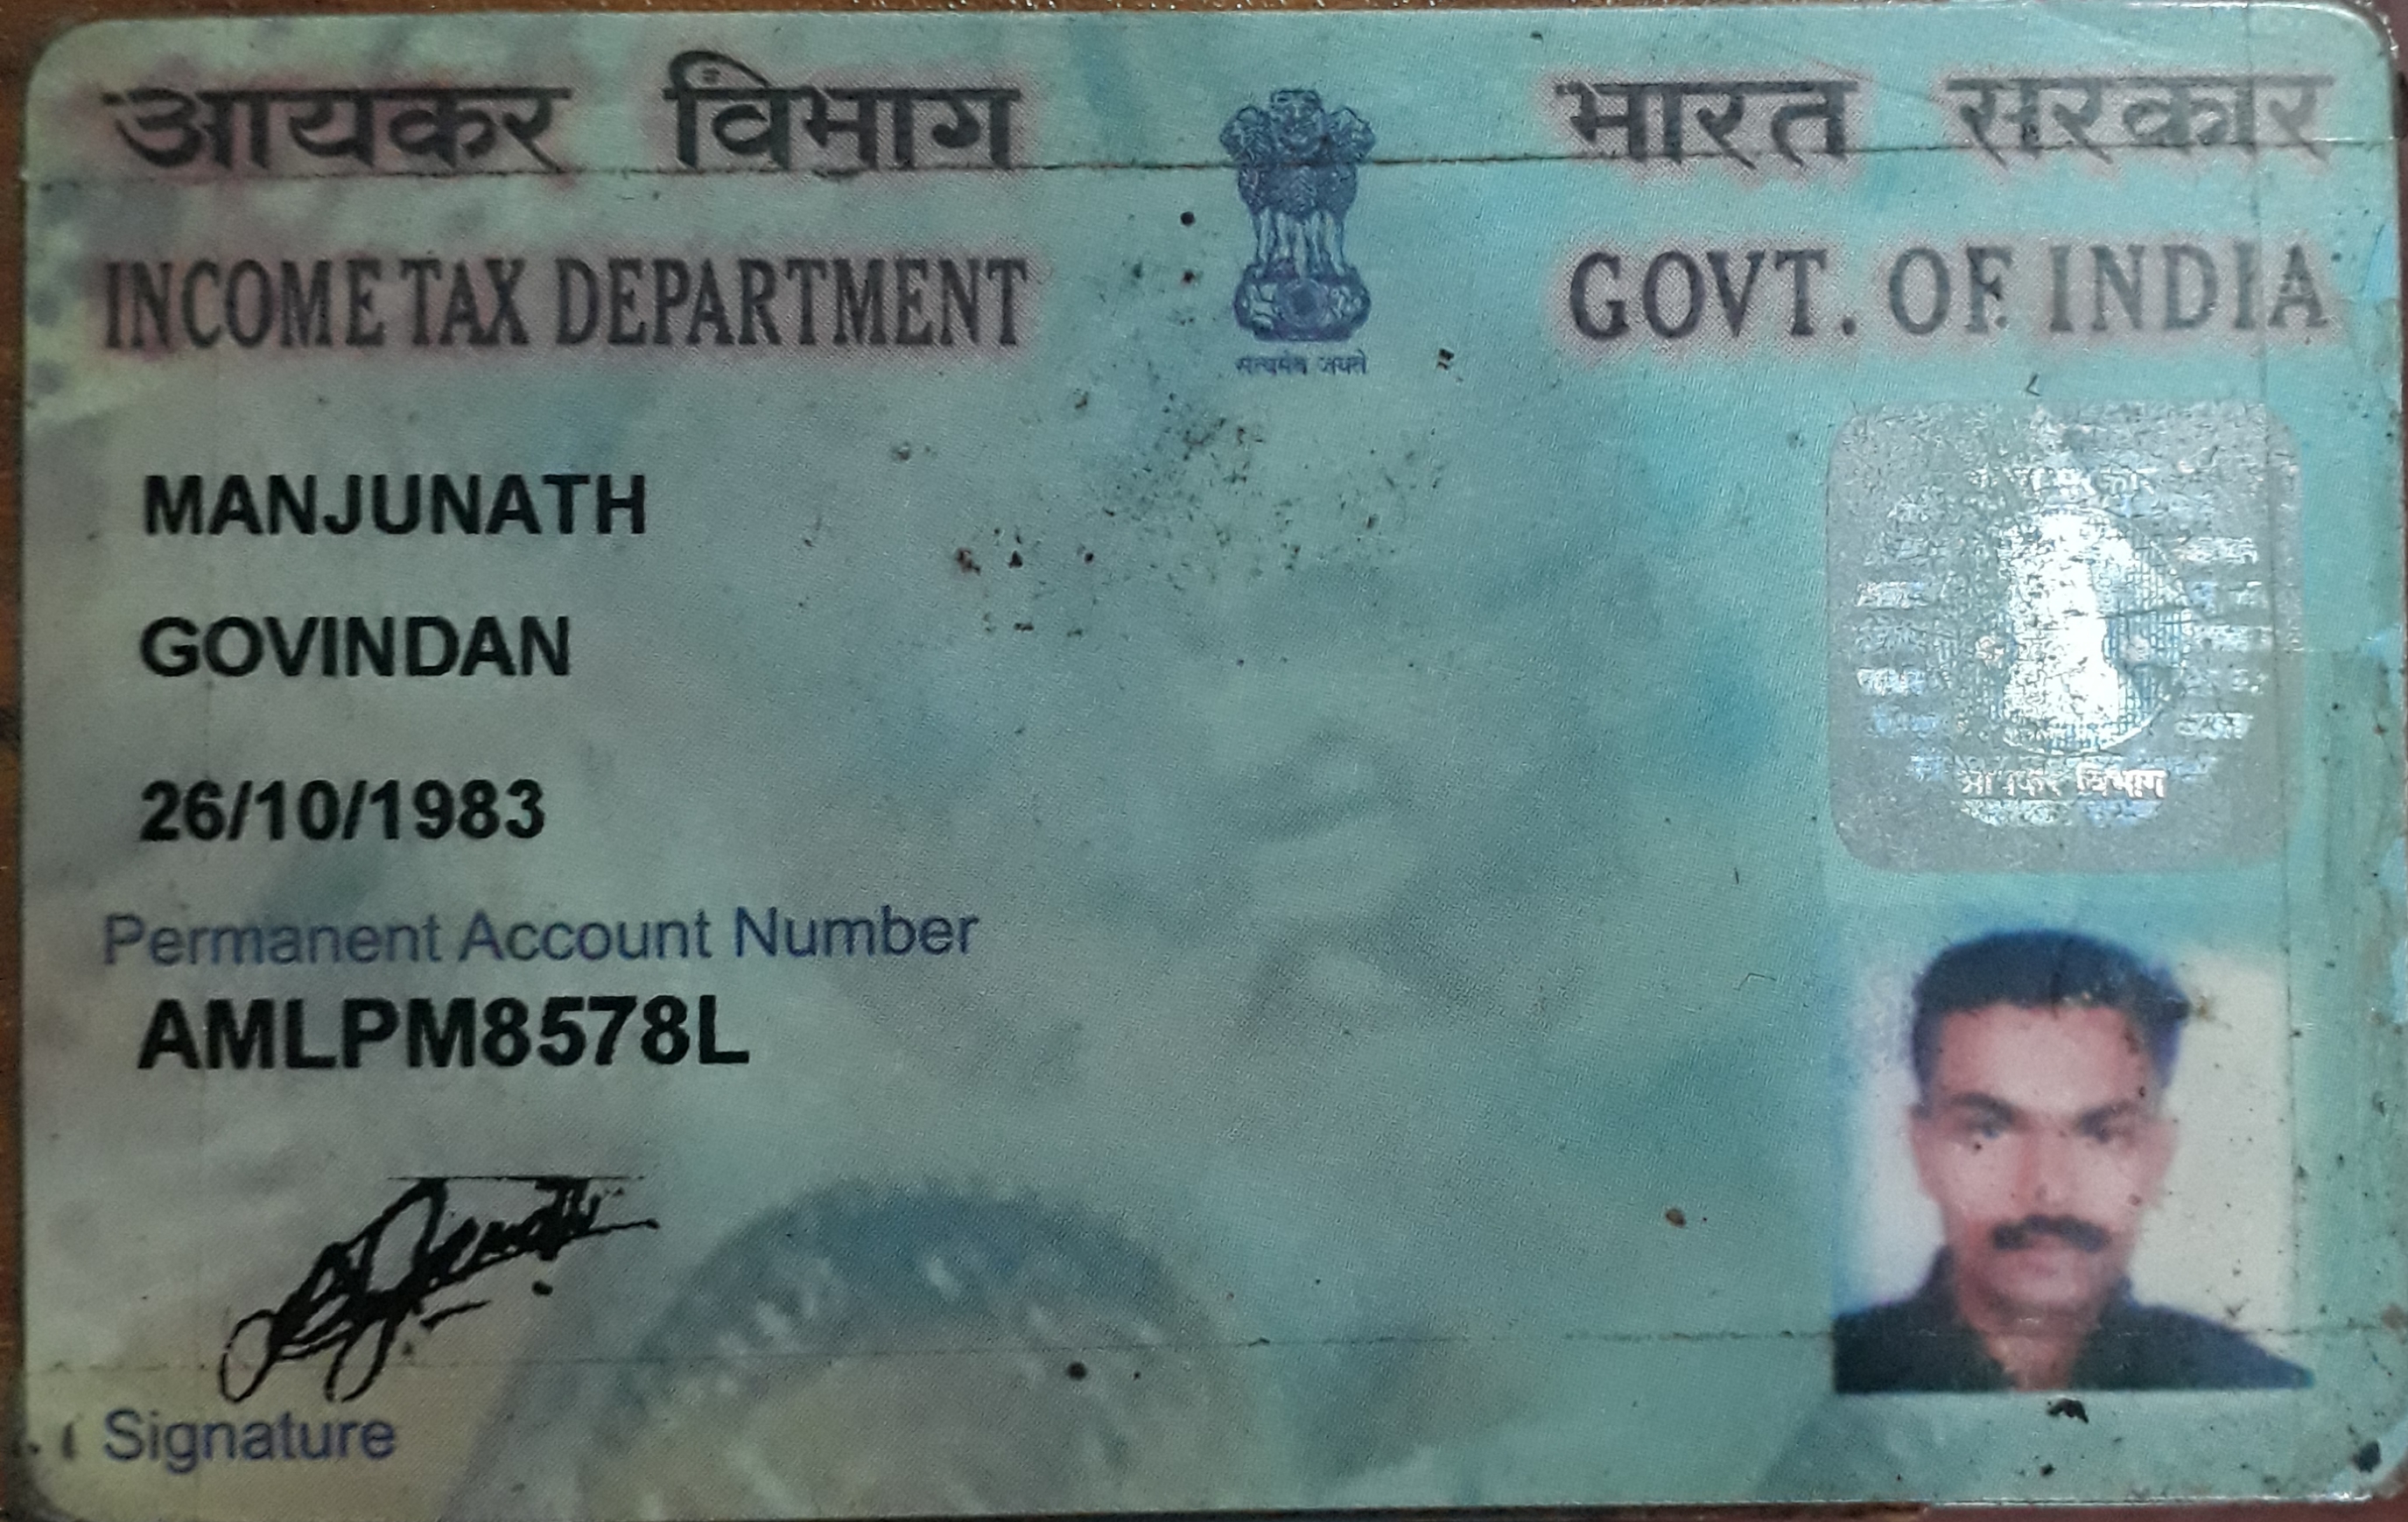 आयकर विभाग
INCOME TAX DEPARTMENT
सत्यमेव जयते
भारत सरकार
GOVT. OF INDIA
MANJUNATH
GOVINDAN
26/10/1983
Permanent Account Number
AMLPM8578L
Signature
आयकर विभाग